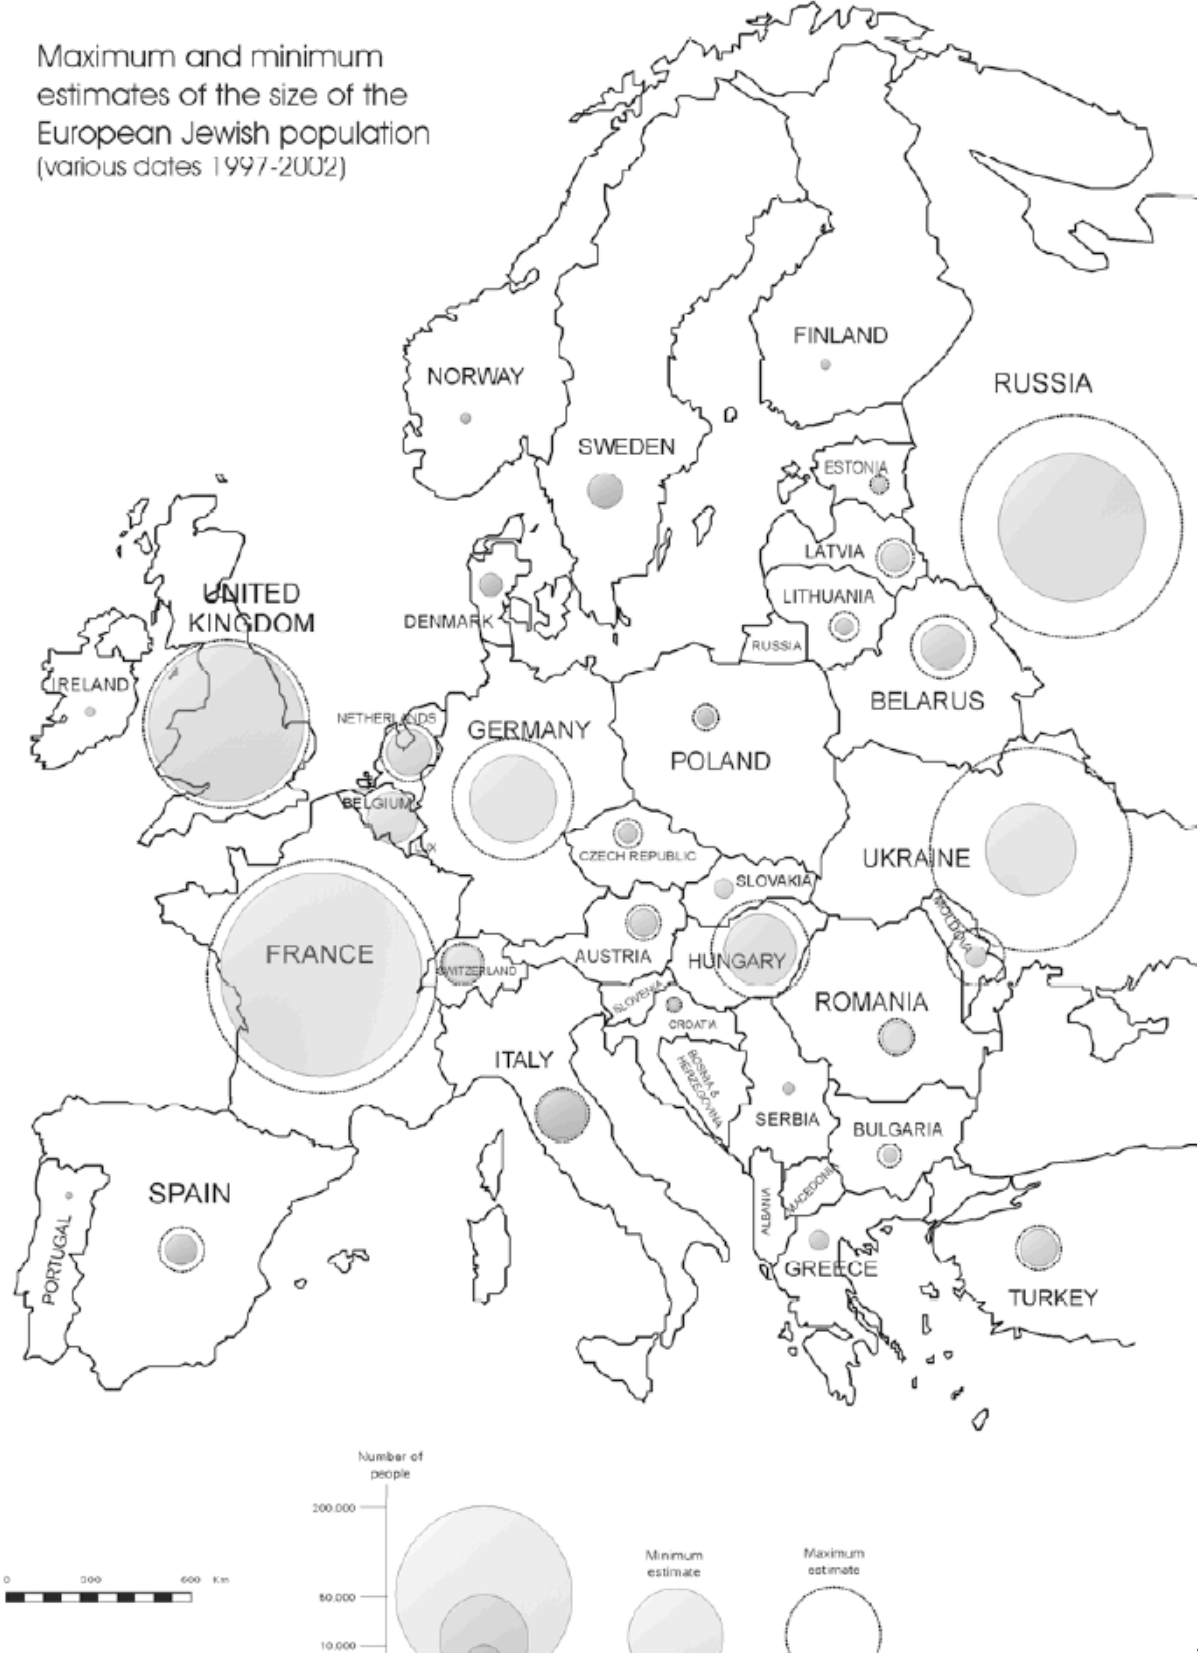 Maximum and minimum
estimates of the size of the
European Jewish population
(various dates 1997-2002)
FINLAND
NORWAY
RUSSIA
SWEDEN
ESTONIA
LATVIA
UNITED
KINGDOM
LITHUANIA
DENMARK
RUSSIA
IRELAND
BELARUS
NETHERLANDS
GERMANY
POLAND
BELGIUM
LUX
CZECH REPUBLIC
UKRAINE
SLOVAKIA
MOLDOVA
FRANCE
AUSTRIA
HUNGARY
SWITZERLAND
SLOVENIA
ROMANIA
CROATIA
ITALY
BOSNIA &
HERZEGOVINA
SERBIA
BULGARIA
SPAIN
MACEDONIA
ALBANIA
PORTUGAL
GREECE
TURKEY
Number of
people
200,000
50,000
10,000
Minimum
estimate
Maximum
estimate
0 300 600 Km